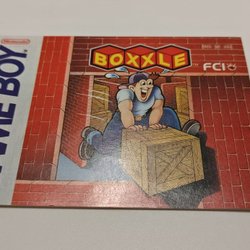 Nintendo
GAME BOY
BOXXLE
FCI